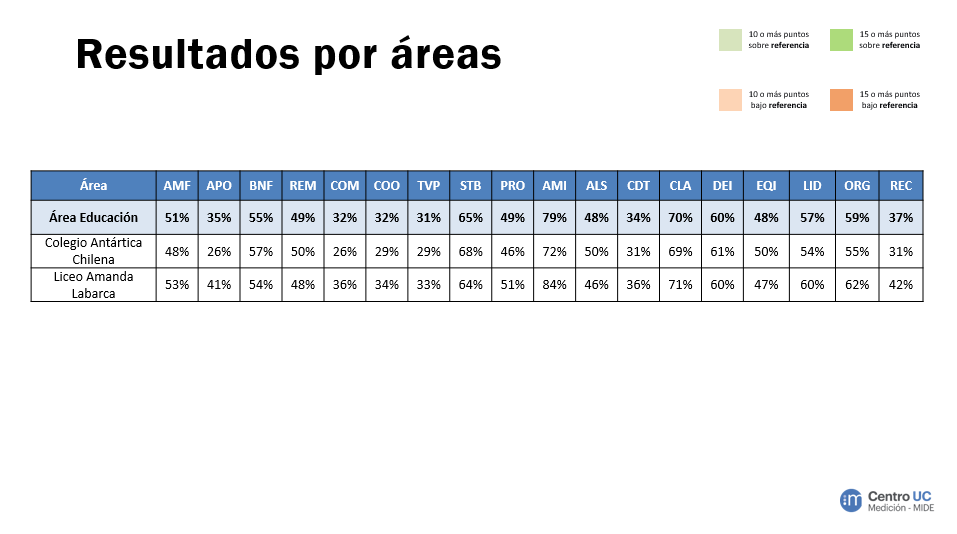 Resultados por áreas
10 o más puntos
sobre referencia
15 o más puntos
sobre referencia
10 o más puntos
bajo referencia
15 o más puntos
bajo referencia
Área AMF APO BNF REM COM COO TVP STB PRO AMI ALS CDT CLA DEI EQI LID ORG REC
Área Educación 51% 35% 55% 49% 32% 32% 31% 65% 49% 79% 48% 34% 70% 60% 48% 57% 59% 37%
Colegio Antártica
Chilena 48% 26% 57% 50% 26% 29% 29% 68% 46% 72% 50% 31% 69% 61% 50% 54% 55% 31%
Liceo Amanda
Labarca 53% 41% 54% 48% 36% 34% 33% 64% 51% 84% 46% 36% 71% 60% 47% 60% 62% 42%
:m Centro UC
Medición - MIDE